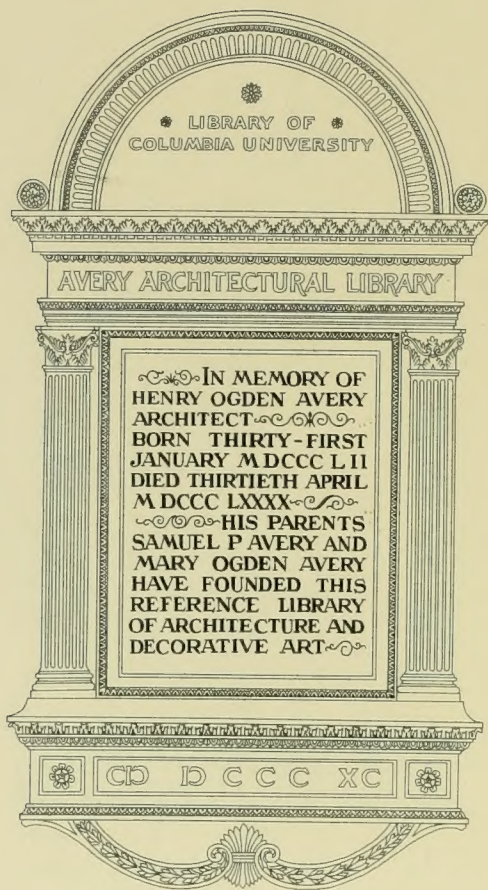 LIBRARY OF
COLUMBIA UNIVERSITY
AVERY ARCHITECTURAL LIBRARY
IN MEMORY OF
HENRY OGDEN AVERY
ARCHITECT
BORN THIRTY-FIRST
JANUARY M DCCC L II
DIED THIRTIETH APRIL
M DCCC LXXXX
HIS PARENTS
SAMUEL P AVERY AND
MARY OGDEN AVERY
HAVE FOUNDED THIS
REFERENCE LIBRARY
OF ARCHITECTURE AND
DECORATIVE ART
CIↃ IↃ C C C XC